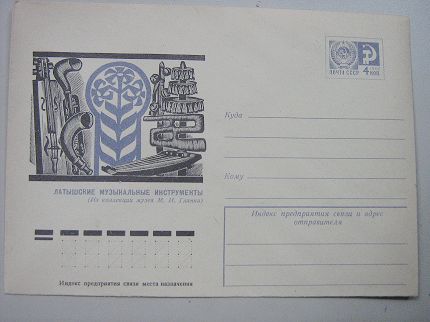 ПОЧТА СССР 4 КОП
Куда
Кому
ЛАТЫШСКИЕ МУЗЫКАЛЬНЫЕ ИНСТРУМЕНТЫ
(Из коллекции музея М. И. Глинки)
Индекс предприятия связи и адрес
отправителя
Индекс предприятия связи места назначения